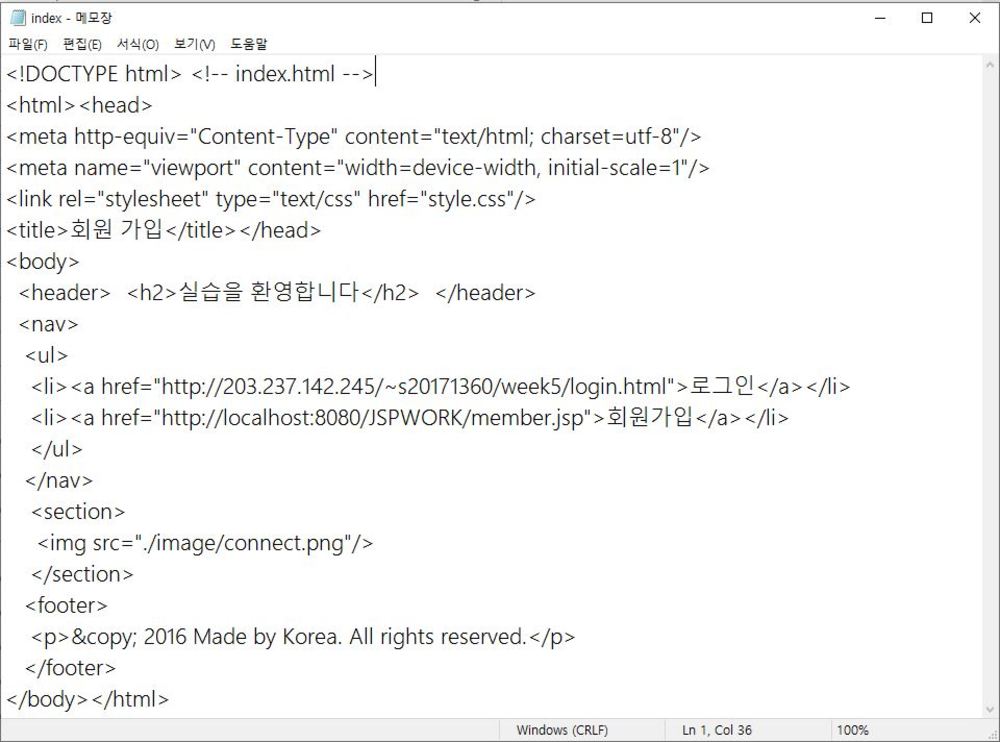 index - 메모장
파일(F) 편집(E) 서식(O) 보기(V) 도움말
<!DOCTYPE html> <!-- index.html -->
<html><head>
<meta http-equiv="Content-Type" content="text/html; charset=utf-8"/>
<meta name="viewport" content="width=device-width, initial-scale=1"/>
<link rel="stylesheet" type="text/css" href="style.css"/>
<title>회원 가입</title></head>
<body>
  <header>  <h2>실습을 환영합니다</h2>  </header>
  <nav>
   <ul>
    <li><a href="http://203.237.142.245/~s20171360/week5/login.html">로그인</a></li>
    <li><a href="http://localhost:8080/JSPWORK/member.jsp">회원가입</a></li>
    </ul>
   </nav>
    <section>
     <img src="./image/connect.png"/>
    </section>
   <footer>
    <p>&copy; 2016 Made by Korea. All rights reserved.</p>
   </footer>
</body></html>
Windows (CRLF) Ln 1, Col 36 100%